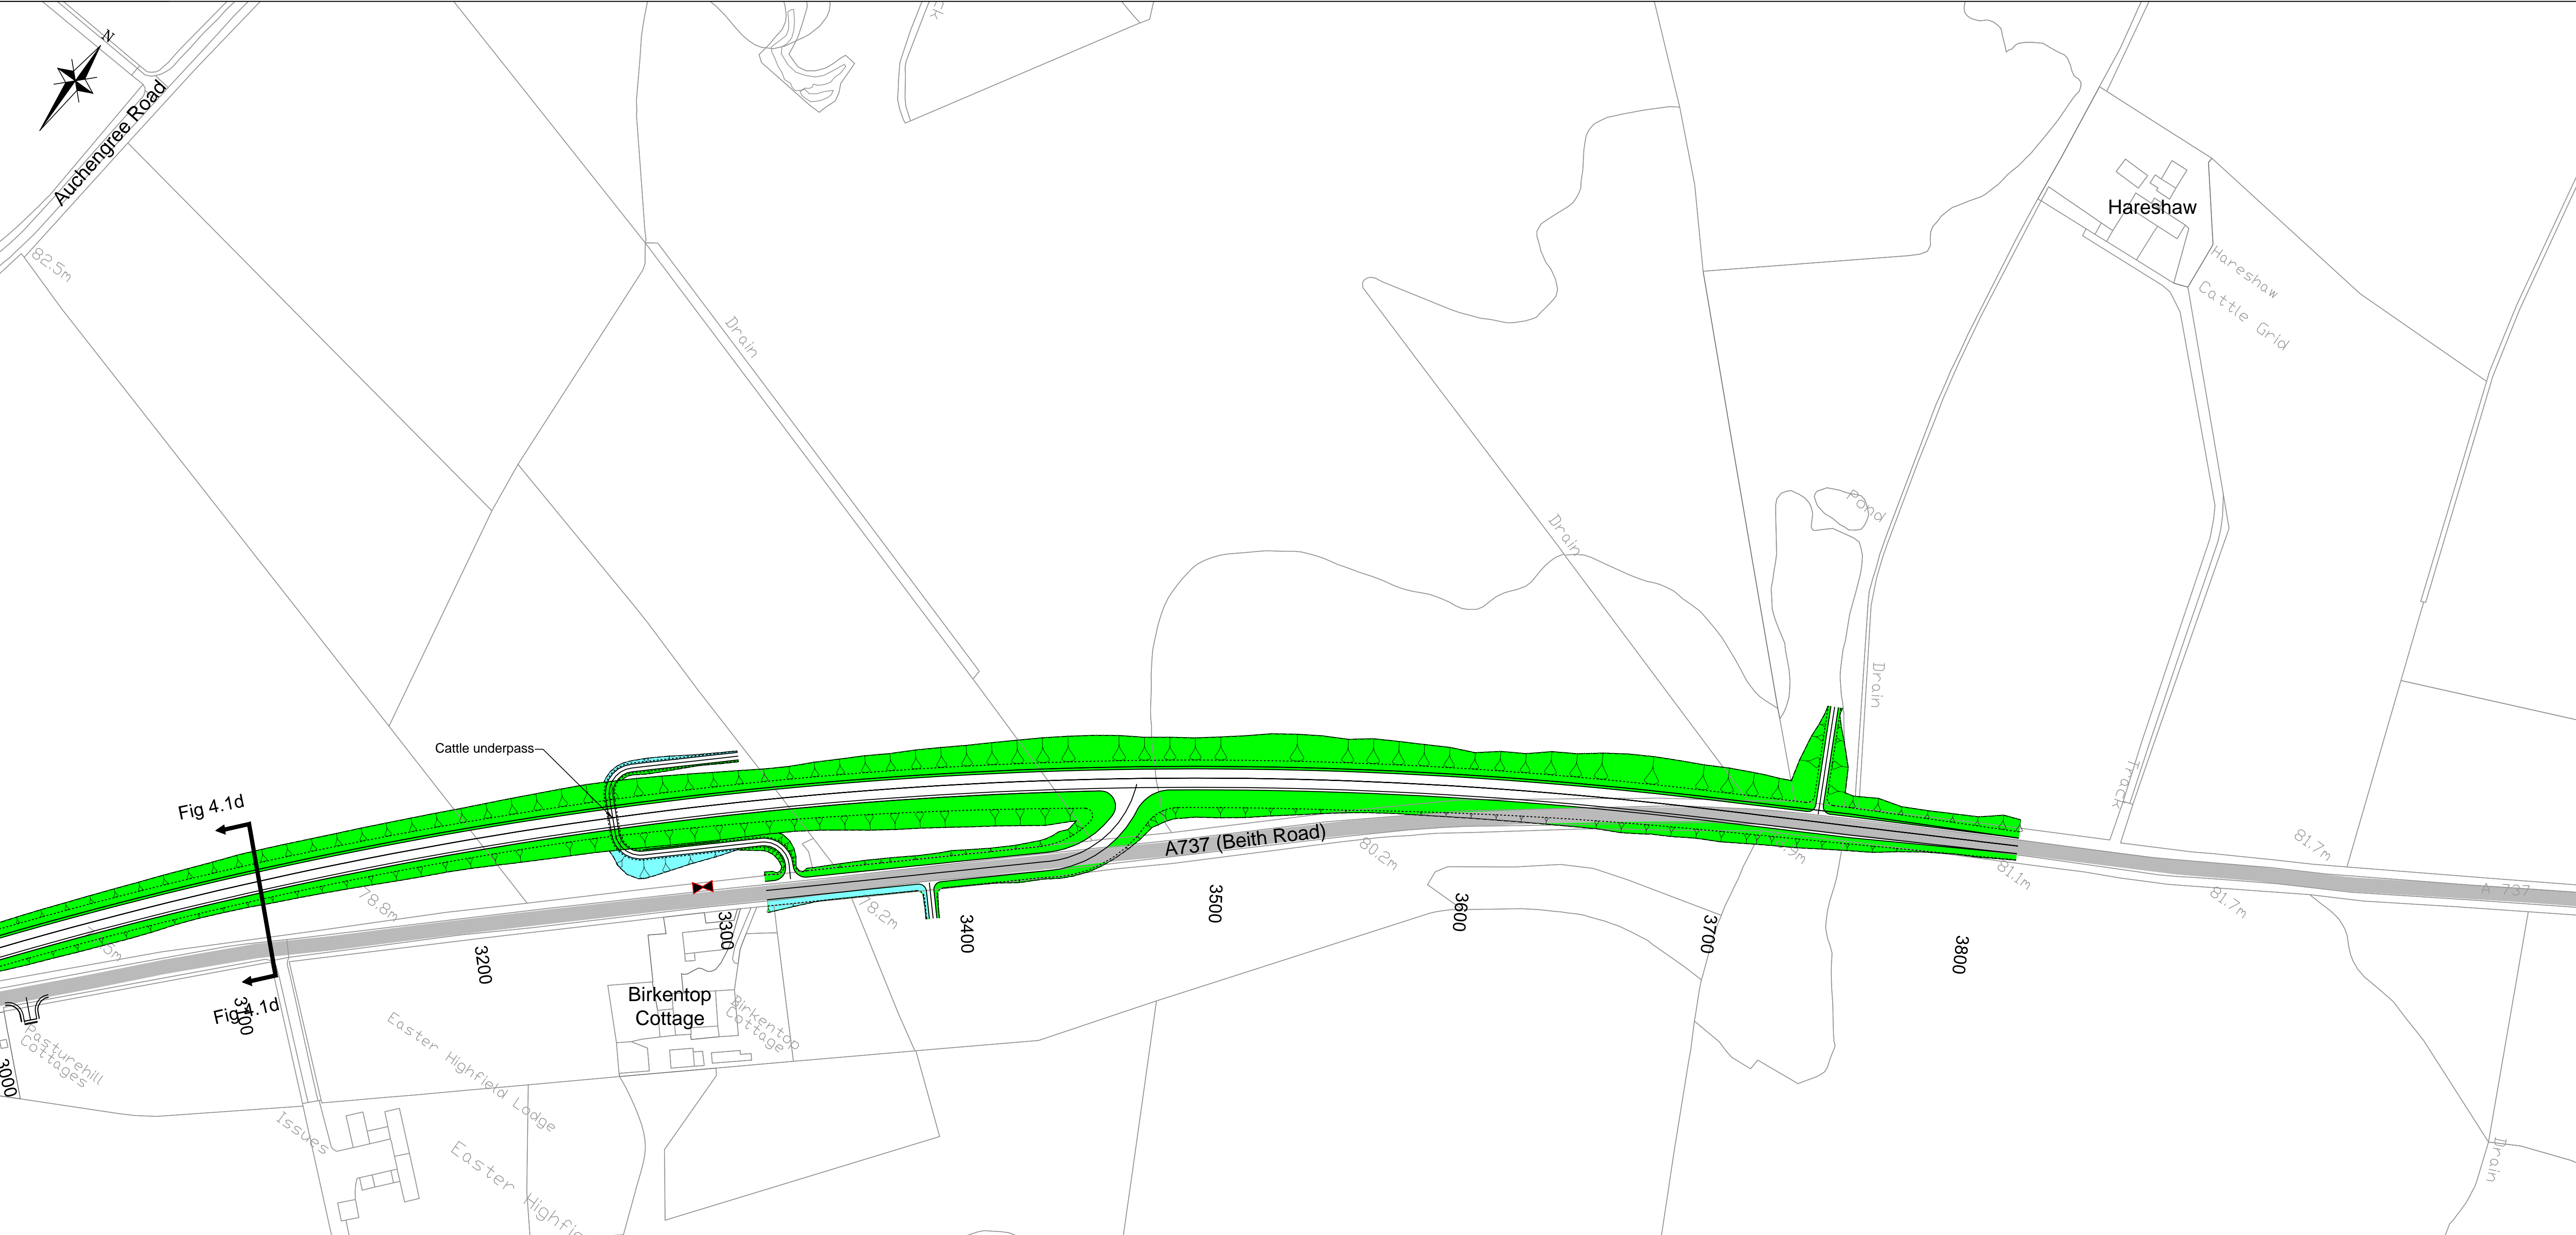 N
Auchengree Road
82.5m
Drain
Hareshaw
Hareshaw
Cattle Grid
Drain
Pond
Drain
Track
Cattle underpass
Fig 4.1d
78.8m
A737 (Beith Road)
80.2m
81.1m
81.7m
81.7m
A 737
78.2m
3000
3100
3200
3300
3400
3500
3600
3700
3800
Fig 4.1d
Birkentop
Cottage
Birkentop
Cottage
Pasturehill
Cottages
Easter Highfield Lodge
Issues
Drain